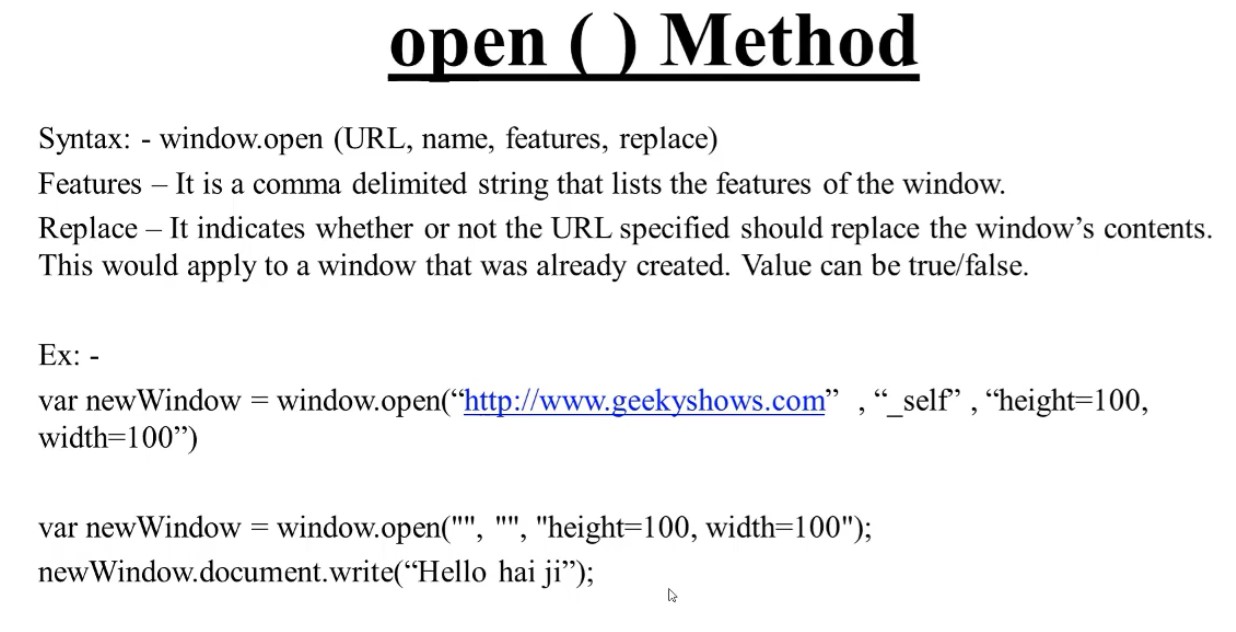 open ( ) Method
Syntax: - window.open (URL, name, features, replace)
Features – It is a comma delimited string that lists the features of the window.
Replace – It indicates whether or not the URL specified should replace the window’s contents.
This would apply to a window that was already created. Value can be true/false.
Ex: -
var newWindow = window.open(“http://www.geekyshows.com” , “_self” , “height=100,
width=100”)
var newWindow = window.open("", "", "height=100, width=100");
newWindow.document.write(“Hello hai ji”);